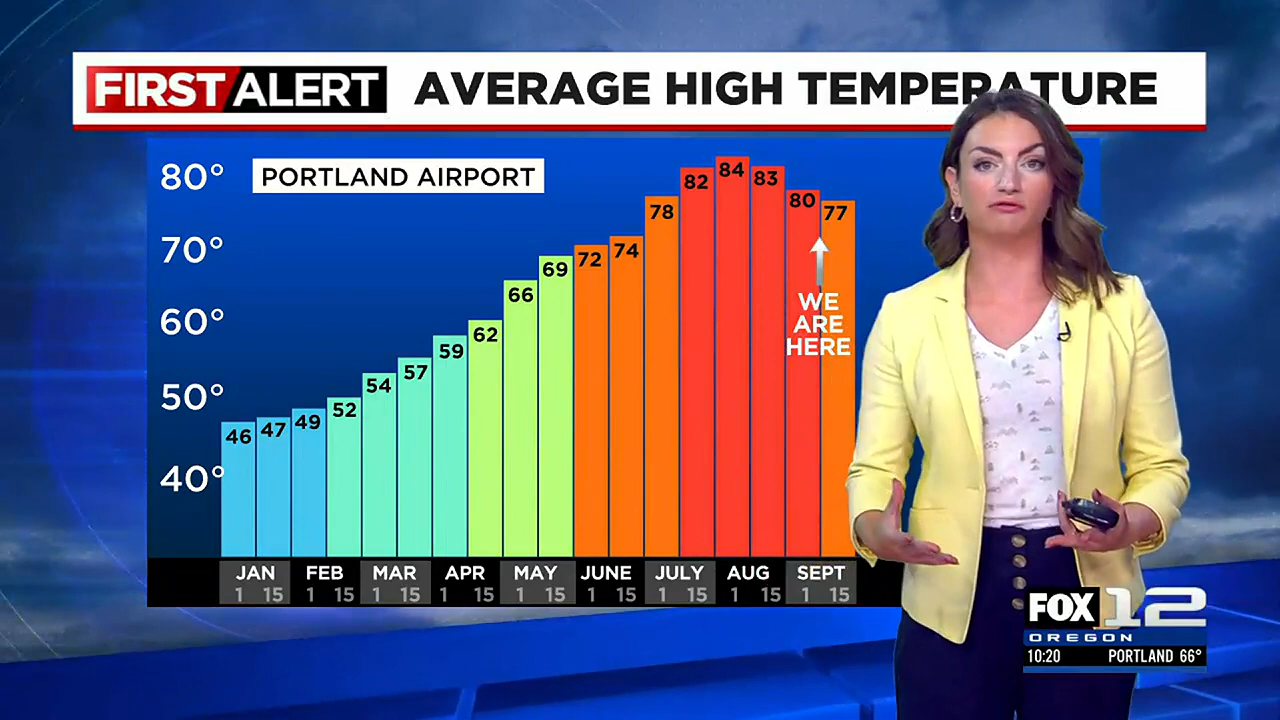 FIRST ALERT AVERAGE HIGH TEMPERATURE
PORTLAND AIRPORT
80°
70°
60°
50°
40°
46 47 49 52 54 57 59 62 66 69 72 74 78 82 84 83 80 77
WE
ARE
HERE
JAN FEB MAR APR MAY JUNE JULY AUG SEPT
1 15 1 15 1 15 1 15 1 15 1 15 1 15 1 15 1 15
FOX 12
OREGON
10:20 PORTLAND 66°